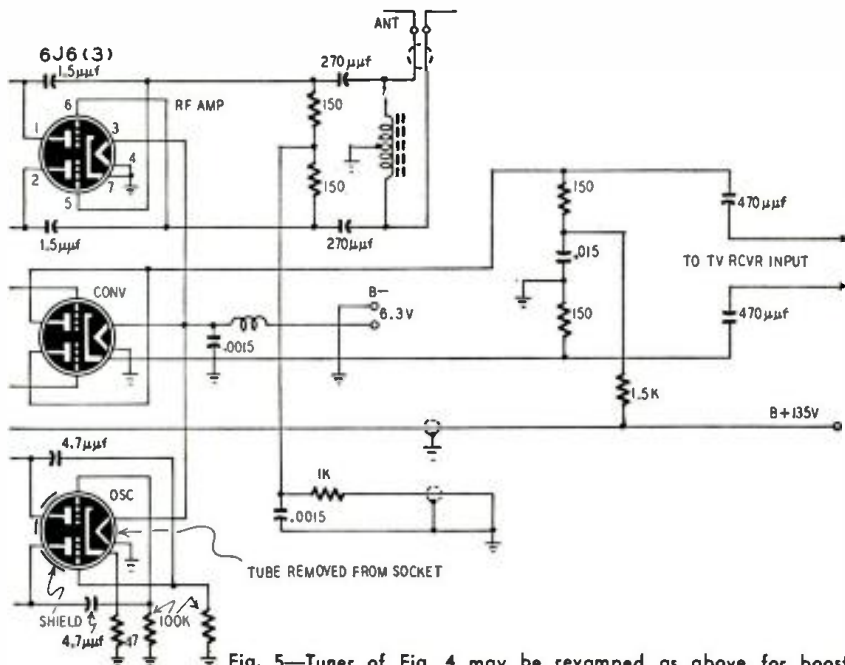 ANT
6J6(3)
1.5µµf
270µµf
6
RF AMP
1
3
4
2
7
5
150
150
1.5µµf
270µµf
150
470µµf
.015
TO TV RCVR INPUT
CONV
B-
6.3V
.0015
150
470µµf
1.5K
B+135V
4.7µµf
OSC
1
1K
.0015
TUBE REMOVED FROM SOCKET
SHIELD
4.7µµf
47
100K
Fig. 5—Tuner of Fig. 4 may be revamped as above for boost